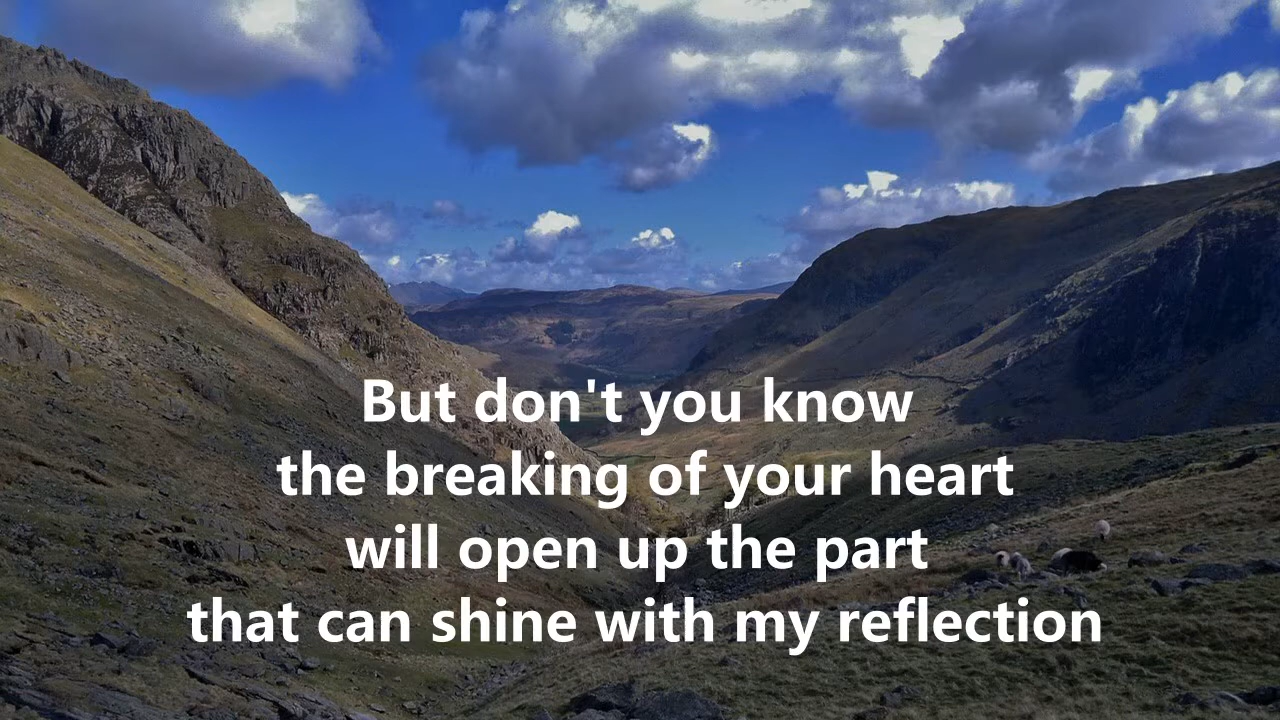 But don't you know
the breaking of your heart
will open up the part
that can shine with my reflection